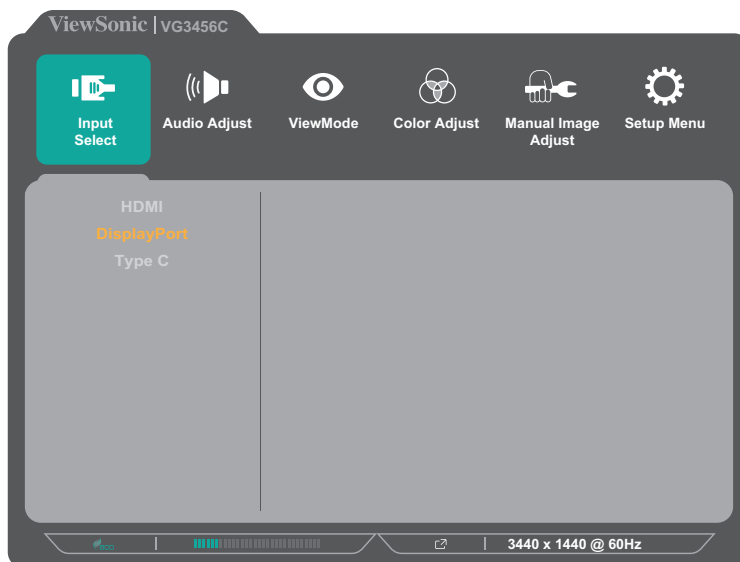 ViewSonic | VG3456C
Input Select
Audio Adjust
ViewMode
Color Adjust
Manual Image Adjust
Setup Menu
HDMI
DisplayPort
Type C
eco
3440 x 1440 @ 60Hz